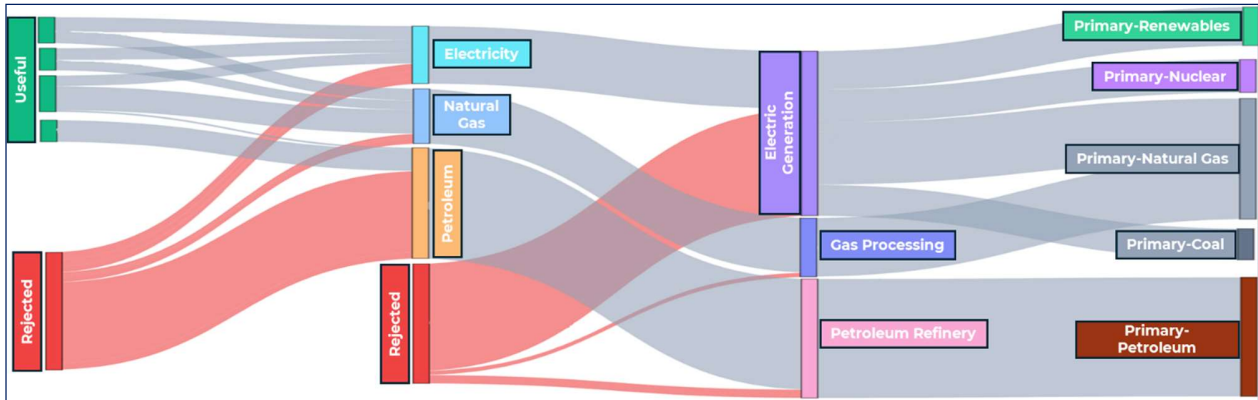 Useful
Rejected
Electricity
Natural
Gas
Petroleum
Rejected
Electric
Generation
Gas Processing
Petroleum Refinery
Primary-Renewables
Primary-Nuclear
Primary-Natural Gas
Primary-Coal
Primary-
Petroleum